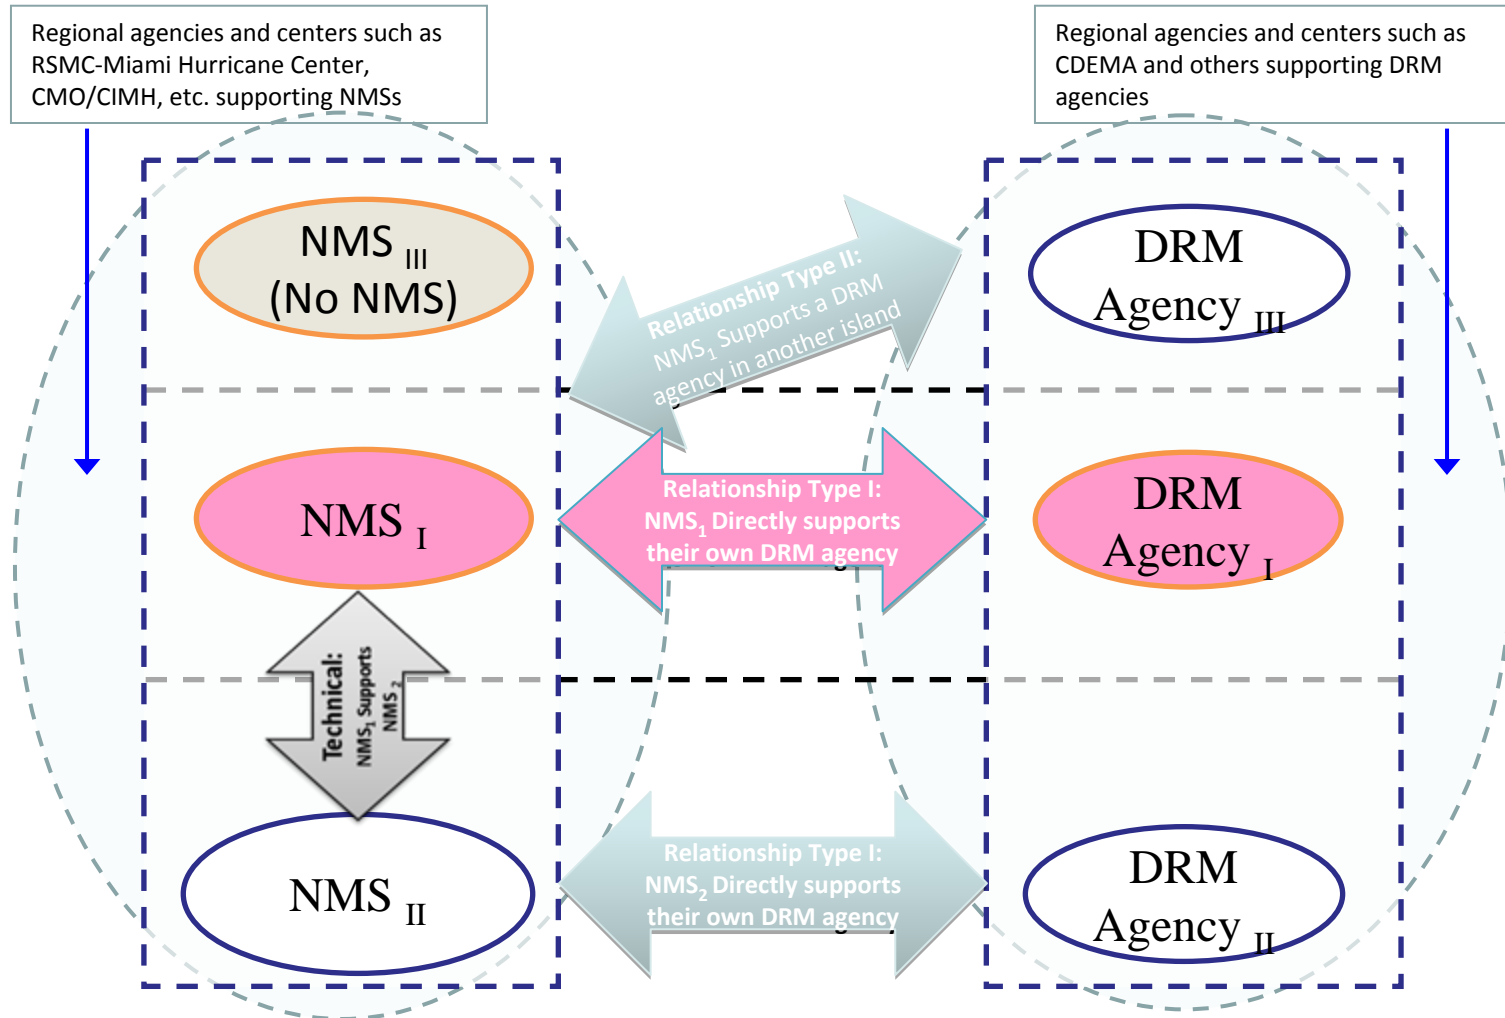 Regional agencies and centers such as
RSMC-Miami Hurricane Center,
CMO/CIMH, etc. supporting NMSs
Regional agencies and centers such as
CDEMA and others supporting DRM
agencies
NMS III
(No NMS)
Relationship Type II:
NMS1 Supports a DRM
agency in another island
DRM
Agency III
NMS I
Relationship Type I:
NMS1 Directly supports
their own DRM agency
DRM
Agency I
Technical:
NMS1 Supports
NMS 2
NMS II
Relationship Type I:
NMS2 Directly supports
their own DRM agency
DRM
Agency II